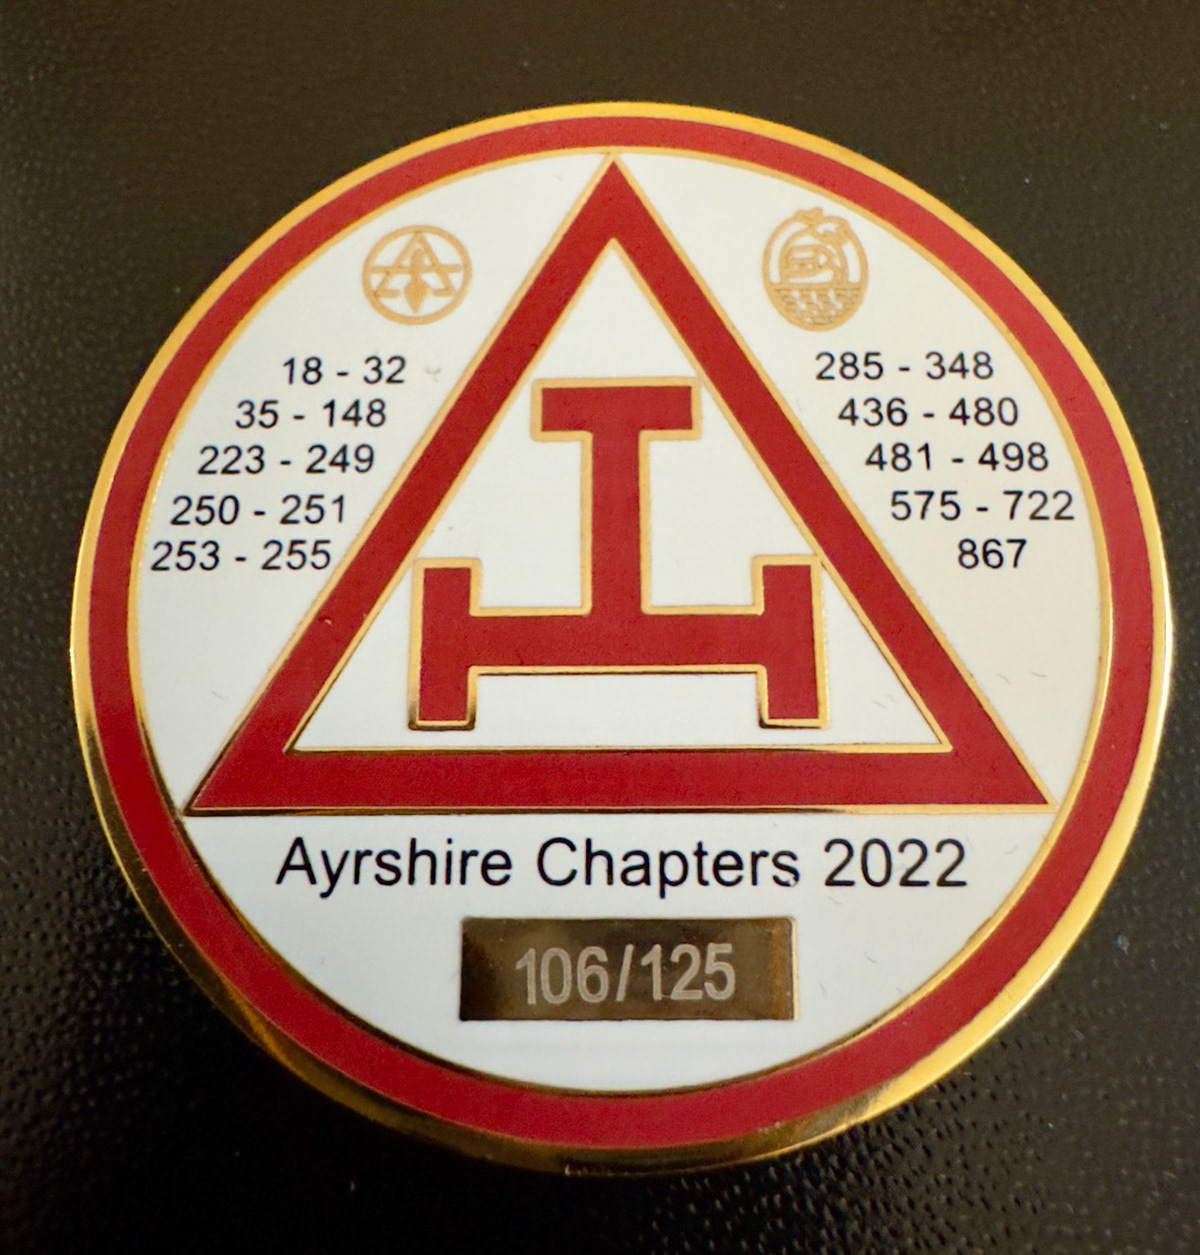 18 - 32
35 - 148
223 - 249
250 - 251
253 - 255
285 - 348
436 - 480
481 - 498
575 - 722
867
Ayrshire Chapters 2022
106/125